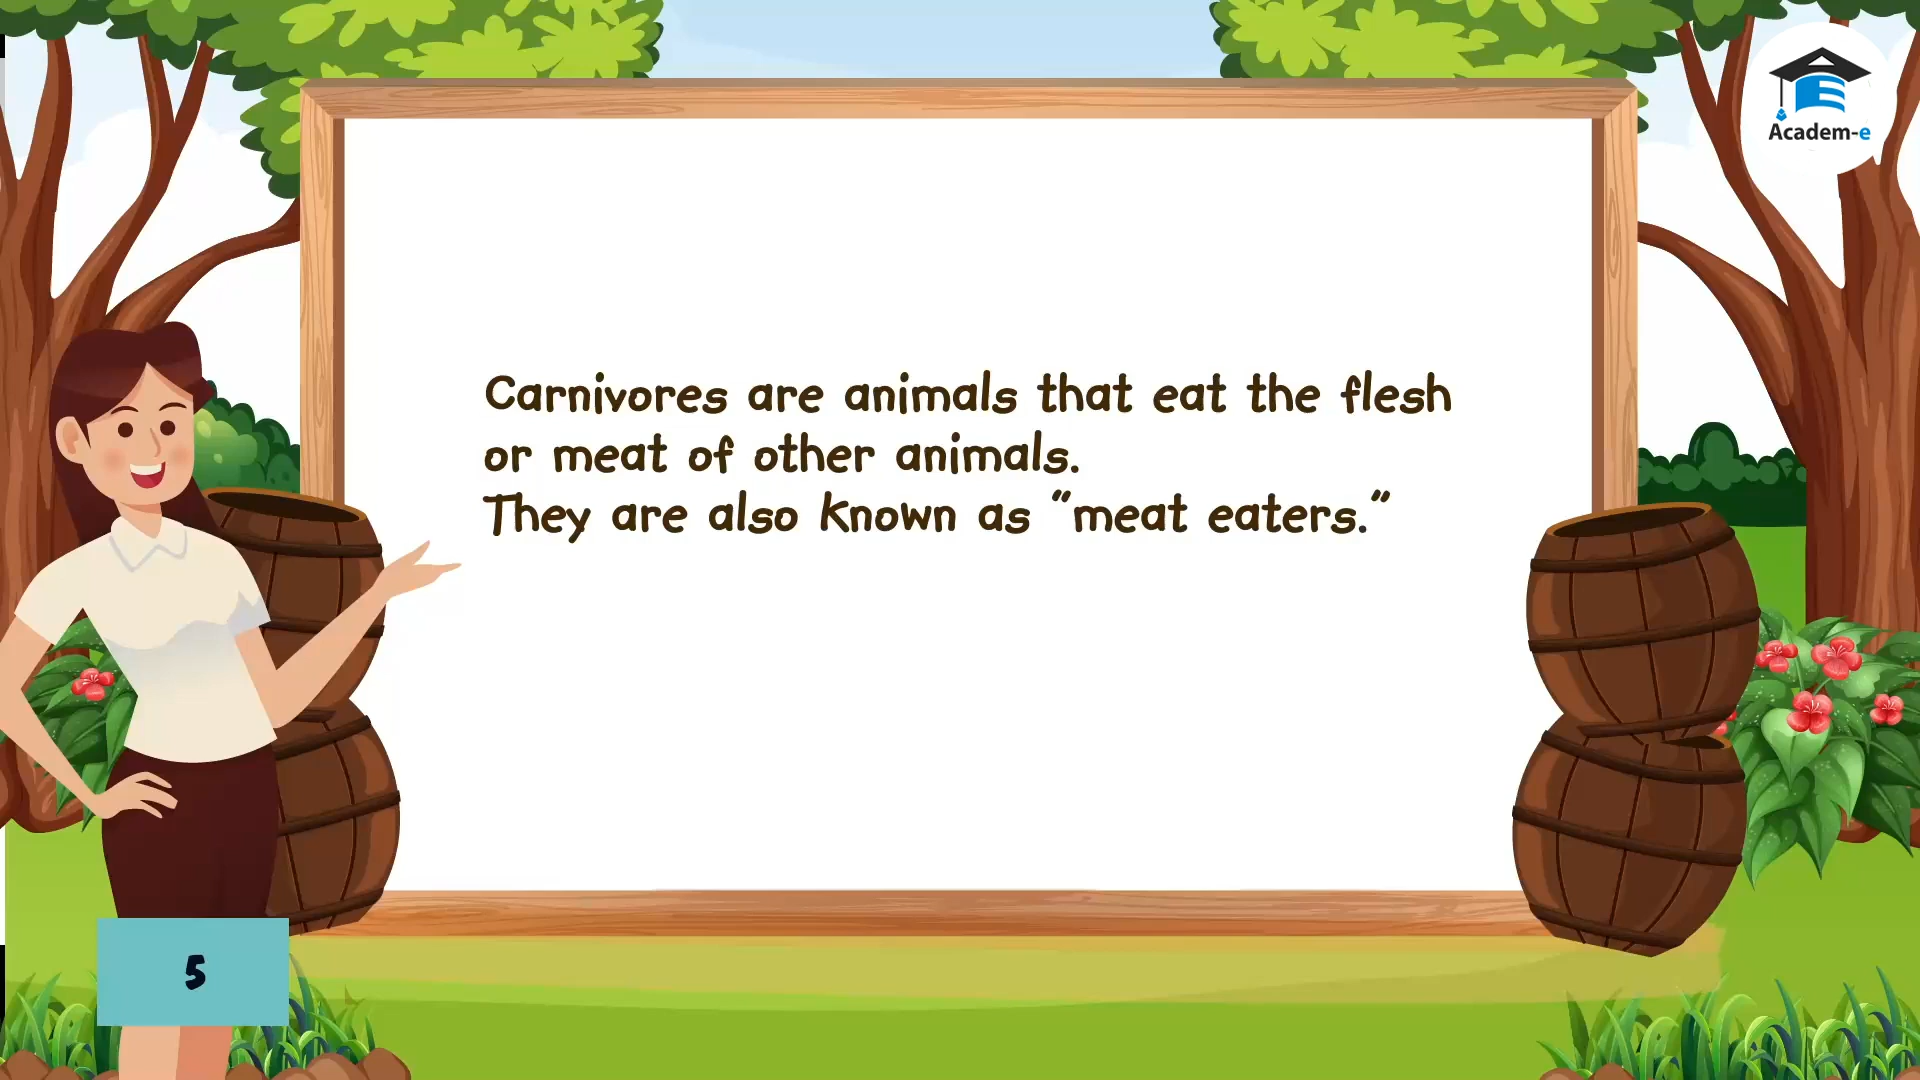 Academ-e
Carnivores are animals that eat the flesh
or meat of other animals.
They are also known as “meat eaters.”
5